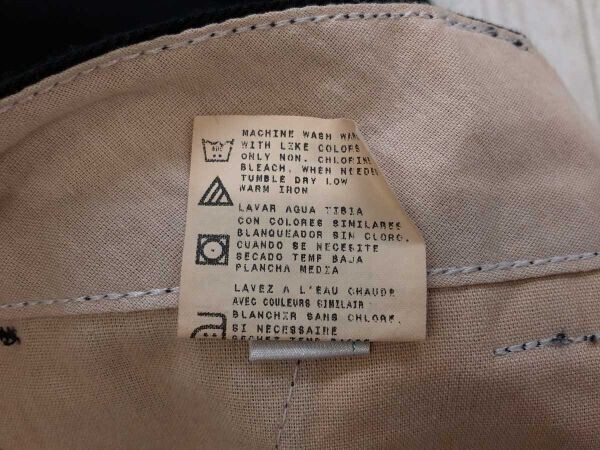 MACHINE WASH WAR
WITH LIKE COLORS
ONLY NON. CHLORINE
BLEACH. WHEN NEEDED
TUMBLE DRY LOW
WARM IRON
LAVAR AGUA TIBIA
CON COLORES SIMILARES
BLANQUEADOR SIN CLORO.
CUANDO SE NECESITE
SECADO TEMP BAJA
PLANCHA MEDIA
LAVEZ A L'EAU CHAUDE
AVEC COULEURS SIMILAIR
BLANCHIR SANS CHLORE.
SI NECESSAIRE